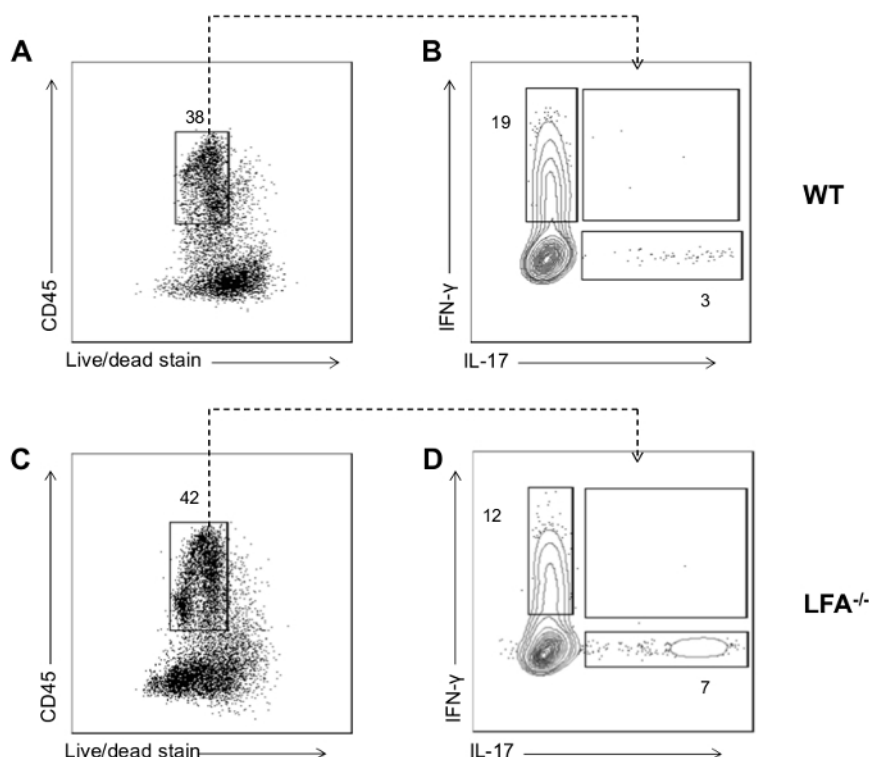 A
B
38
19
WT
CD45
IFN-γ
3
Live/dead stain
IL-17
C
D
42
12
LFA-/-
CD45
IFN-γ
7
Live/dead stain
IL-17